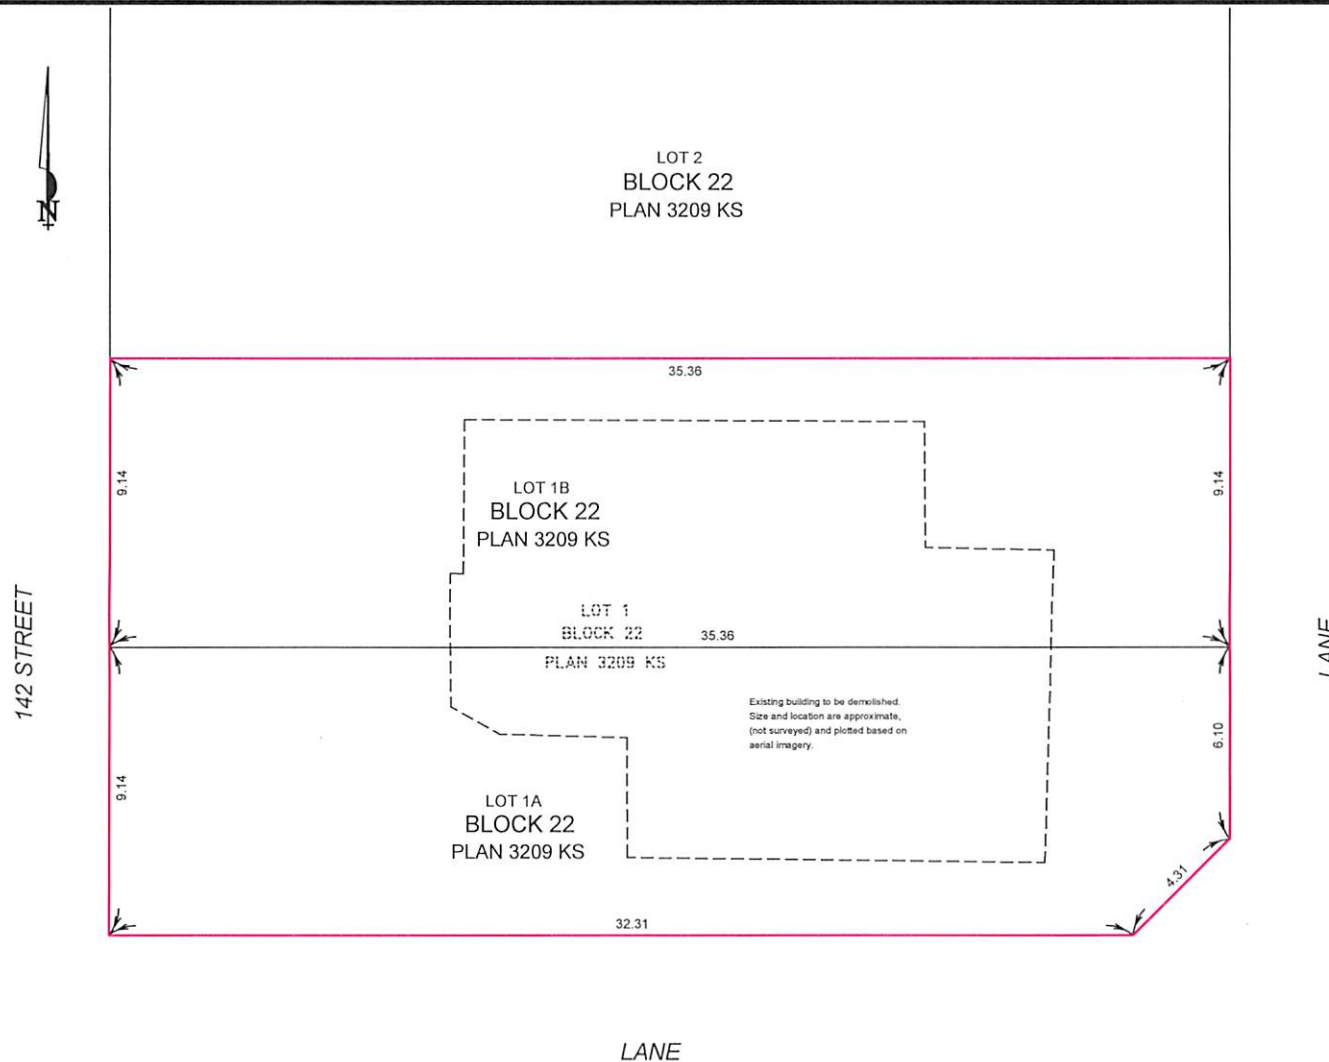 N
LOT 2
BLOCK 22
PLAN 3209 KS
35.36
9.14
9.14
LOT 1B
BLOCK 22
PLAN 3209 KS
142 STREET
LOT 1
BLOCK 22
35.36
PLAN 3209 KS
LANE
Existing building to be demolished.
Size and location are approximate,
(not surveyed) and plotted based on
aerial imagery.
6.10
9.14
LOT 1A
BLOCK 22
PLAN 3209 KS
4.31
32.31
LANE